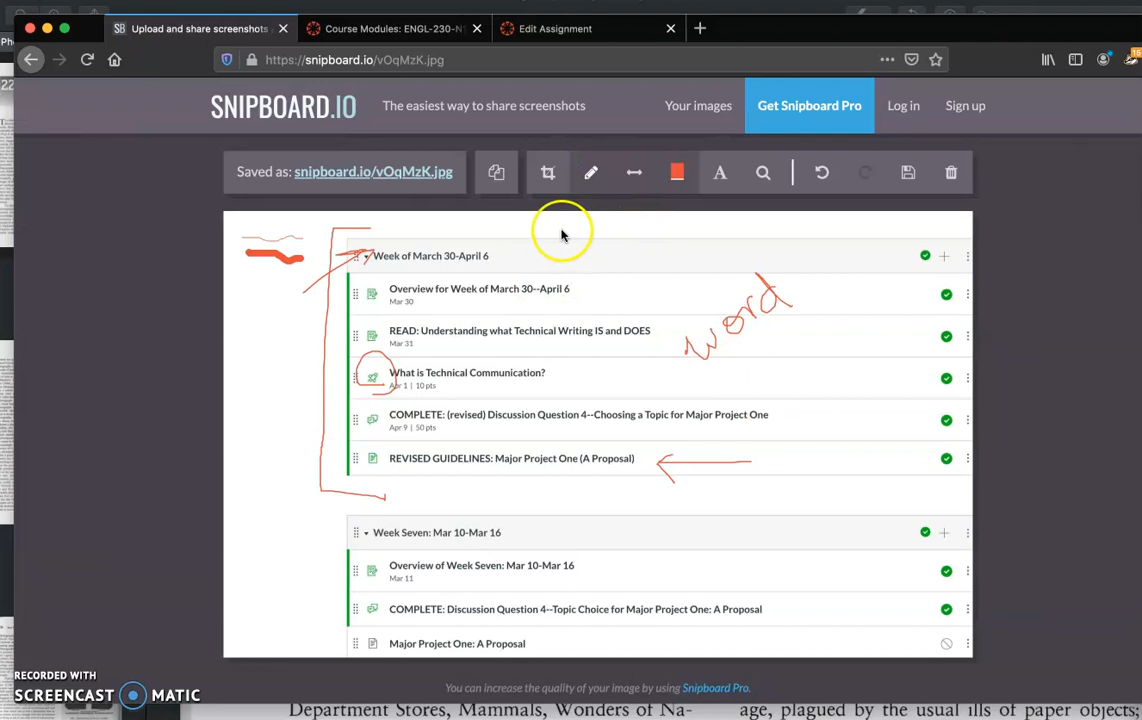 Upload and share screenshots
Course Modules: ENGL-230-N
Edit Assignment
https://snipboard.io/vOqMzK.jpg
15
SNIPBOARD.IO The easiest way to share screenshots Your images Get Snipboard Pro Log in Sign up
Saved as: snipboard.io/vOqMzK.jpg
A
Week of March 30-April 6
Overview for Week of March 30--April 6
Mar 30
word
READ: Understanding what Technical Writing IS and DOES
Mar 31
What is Technical Communication?
Apr 1 | 10 pts
COMPLETE: (revised) Discussion Question 4--Choosing a Topic for Major Project One
Apr 9 | 50 pts
REVISED GUIDELINES: Major Project One (A Proposal)
Week Seven: Mar 10-Mar 16
Overview of Week Seven: Mar 10-Mar 16
Mar 11
COMPLETE: Discussion Question 4--Topic Choice for Major Project One: A Proposal
Major Project One: A Proposal
RECORDED WITH
SCREENCAST MATIC
You can increase the quality of your image by using Snipboard Pro.
Department Stores, Mammals, Wonders of Na- age, plagued by the usual ills of paper objects: